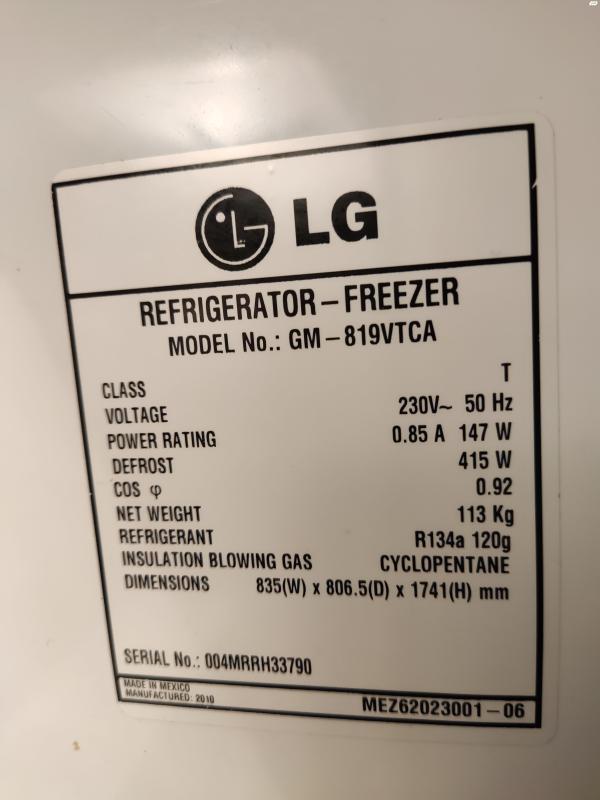 LG
REFRIGERATOR-FREEZER
MODEL No.: GM-819VTCA
CLASS T
VOLTAGE 230V~ 50 Hz
POWER RATING 0.85 A 147 W
DEFROST 415 W
COS φ 0.92
NET WEIGHT 113 Kg
REFRIGERANT R134a 120g
INSULATION BLOWING GAS CYCLOPENTANE
DIMENSIONS 835(W) x 806.5(D) x 1741(H) mm
SERIAL No.: 004MRRH33790
MADE IN MEXICO
MANUFACTURED: 2010
MEZ62023001-06